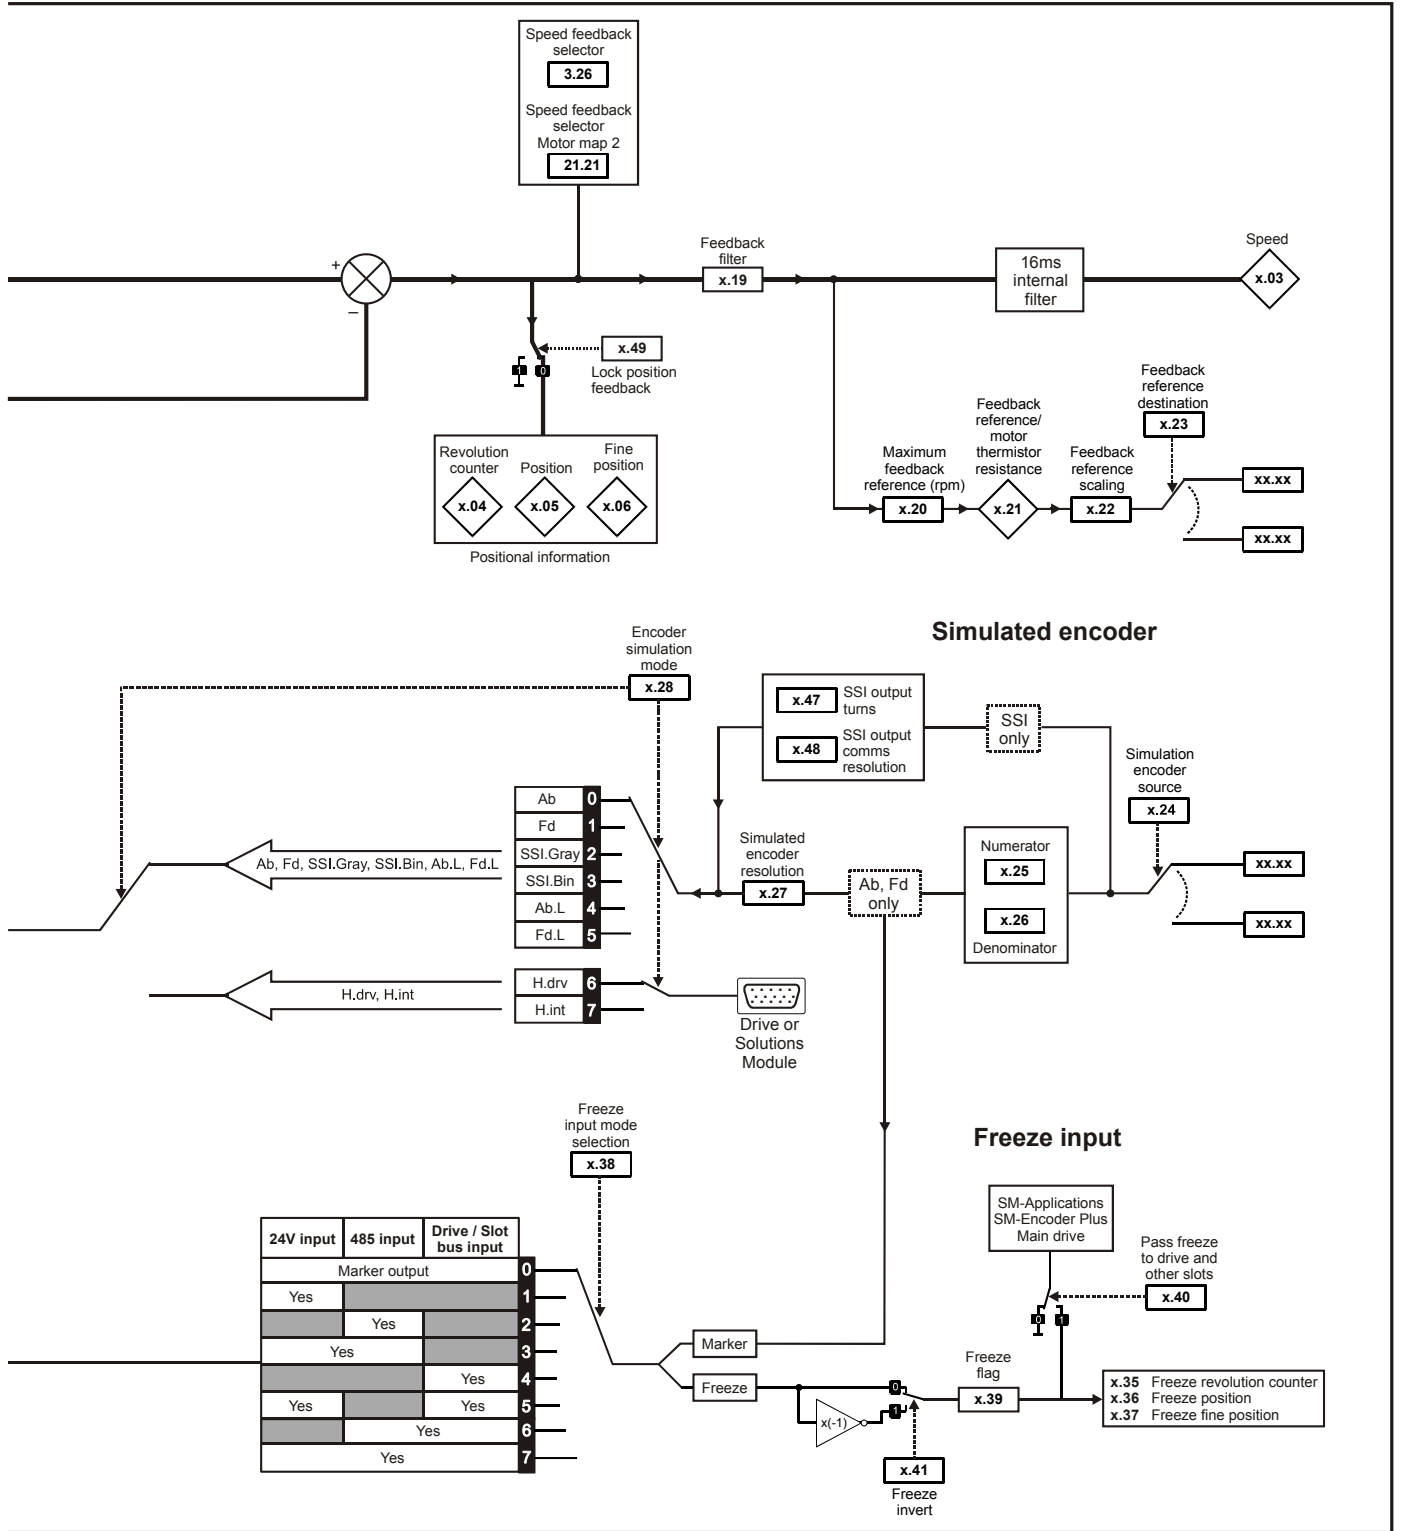 Speed feedback
selector
3.26
Speed feedback
selector
Motor map 2
21.21
+
−
Feedback
filter
x.19
16ms
internal
filter
Speed
x.03
x.49
Lock position
feedback
1 0
Revolution
counter
x.04
Position
x.05
Fine
position
x.06
Positional information
Maximum
feedback
reference (rpm)
x.20
Feedback
reference/
motor
thermistor
resistance
x.21
Feedback
reference
scaling
x.22
Feedback
reference
destination
x.23
xx.xx
xx.xx
Simulated encoder
Encoder
simulation
mode
x.28
x.47 SSI output
turns
x.48 SSI output
comms
resolution
SSI
only
Simulation
encoder
source
x.24
xx.xx
xx.xx
Numerator
x.25
x.26
Denominator
Ab, Fd
only
Simulated
encoder
resolution
x.27
Ab 0
Fd 1
SSI.Gray 2
SSI.Bin 3
Ab.L 4
Fd.L 5
Ab, Fd, SSI.Gray, SSI.Bin, Ab.L, Fd.L
H.drv 6
H.int 7
H.drv, H.int
Drive or
Solutions
Module
Freeze input
Freeze
input mode
selection
x.38
24V input 485 input Drive / Slot
bus input
Marker output 0
Yes 1
Yes 2
Yes 3
Yes 4
Yes Yes 5
Yes 6
Yes 7
Marker
Freeze
x(-1)
0
1
x.41
Freeze
invert
Freeze
flag
x.39
SM-Applications
SM-Encoder Plus
Main drive
0 1
Pass freeze
to drive and
other slots
x.40
x.35 Freeze revolution counter
x.36 Freeze position
x.37 Freeze fine position